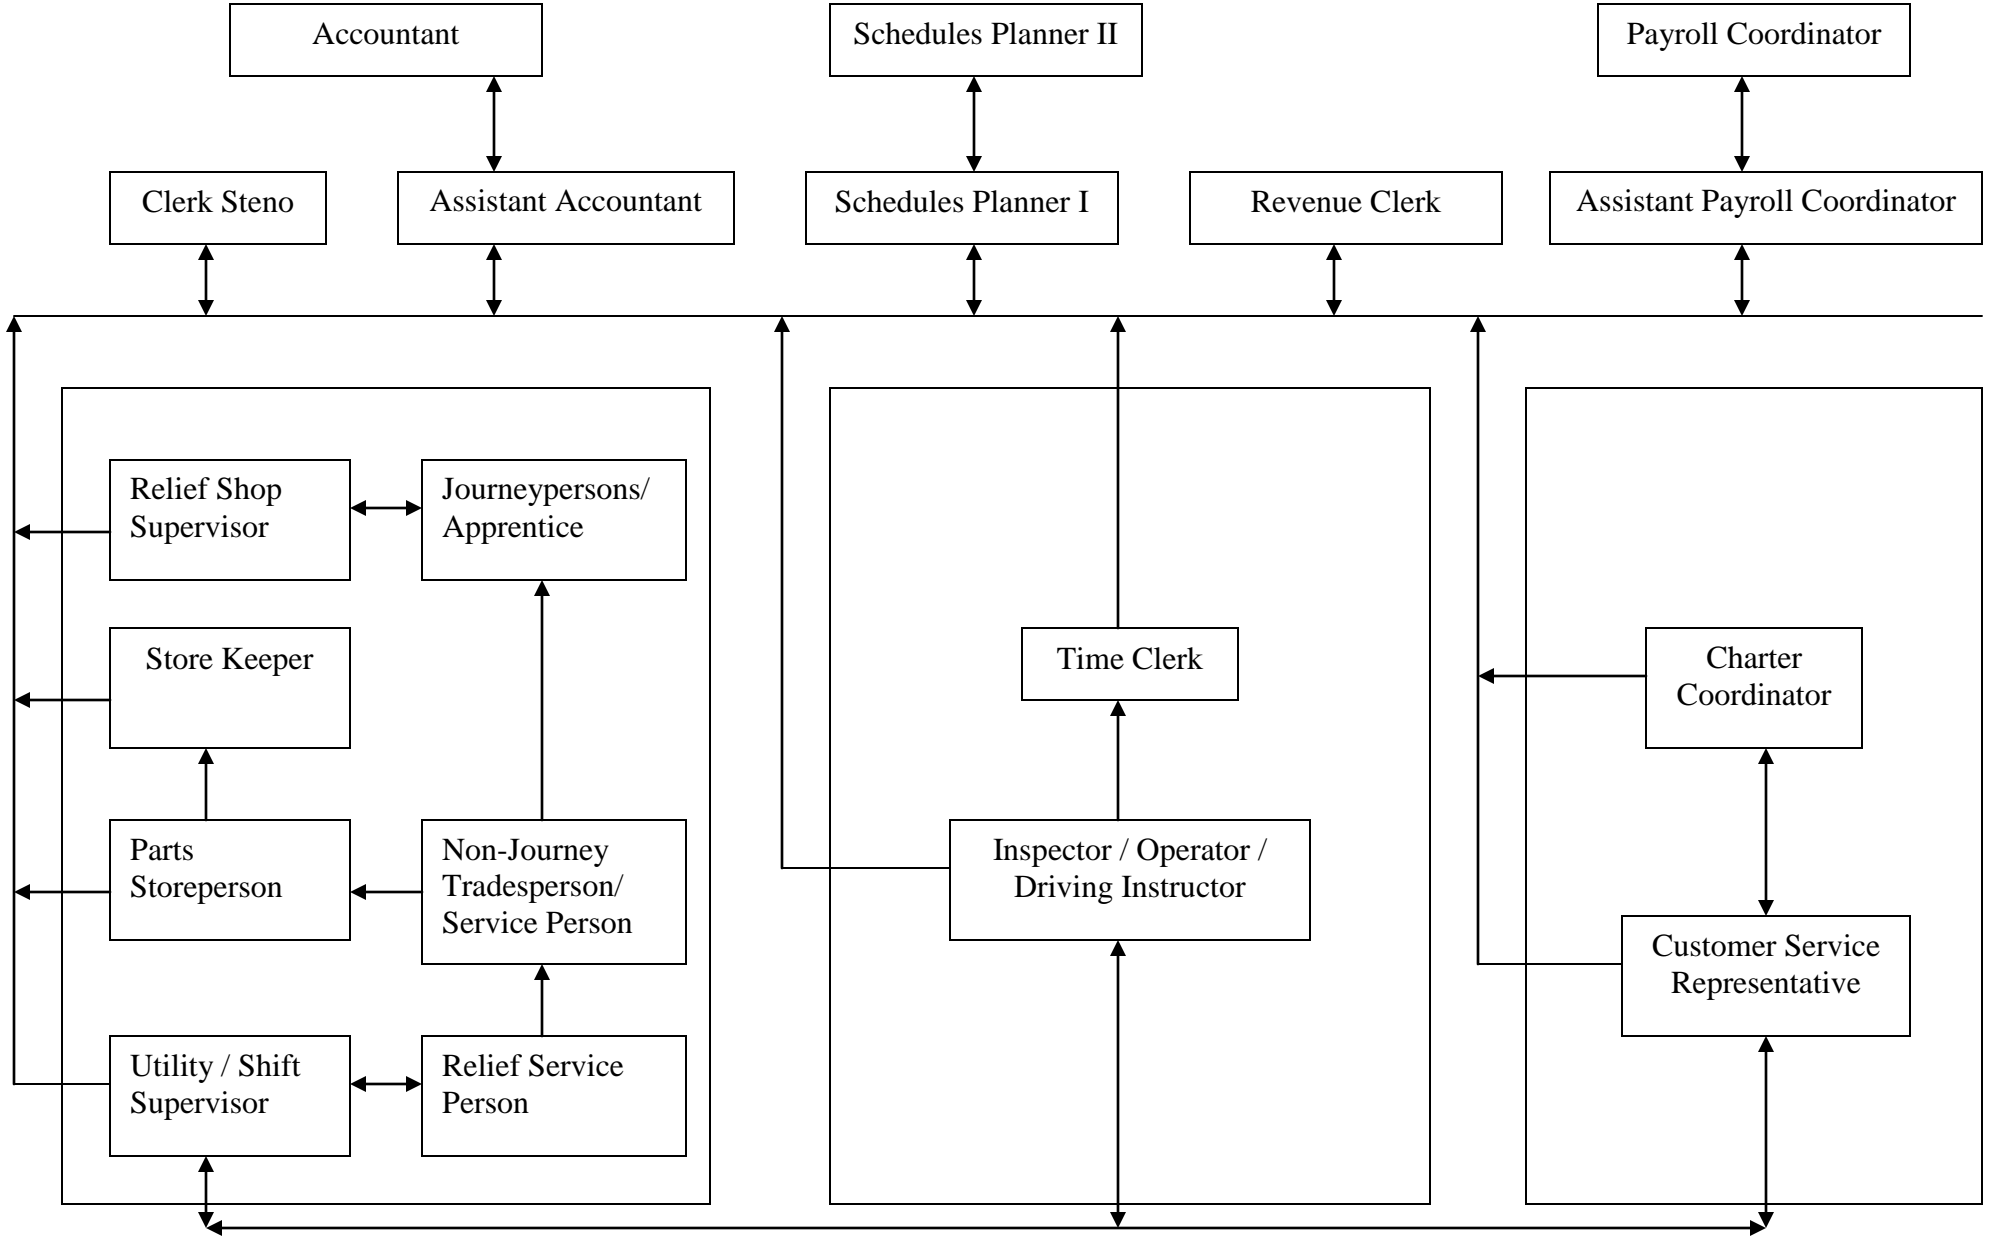 Accountant
Schedules Planner II
Payroll Coordinator
Clerk Steno
Assistant Accountant
Schedules Planner I
Revenue Clerk
Assistant Payroll Coordinator
Relief Shop
Supervisor
Journeypersons/
Apprentice
Store Keeper
Parts
Storeperson
Non-Journey
Tradesperson/
Service Person
Utility / Shift
Supervisor
Relief Service
Person
Time Clerk
Inspector / Operator /
Driving Instructor
Charter
Coordinator
Customer Service
Representative